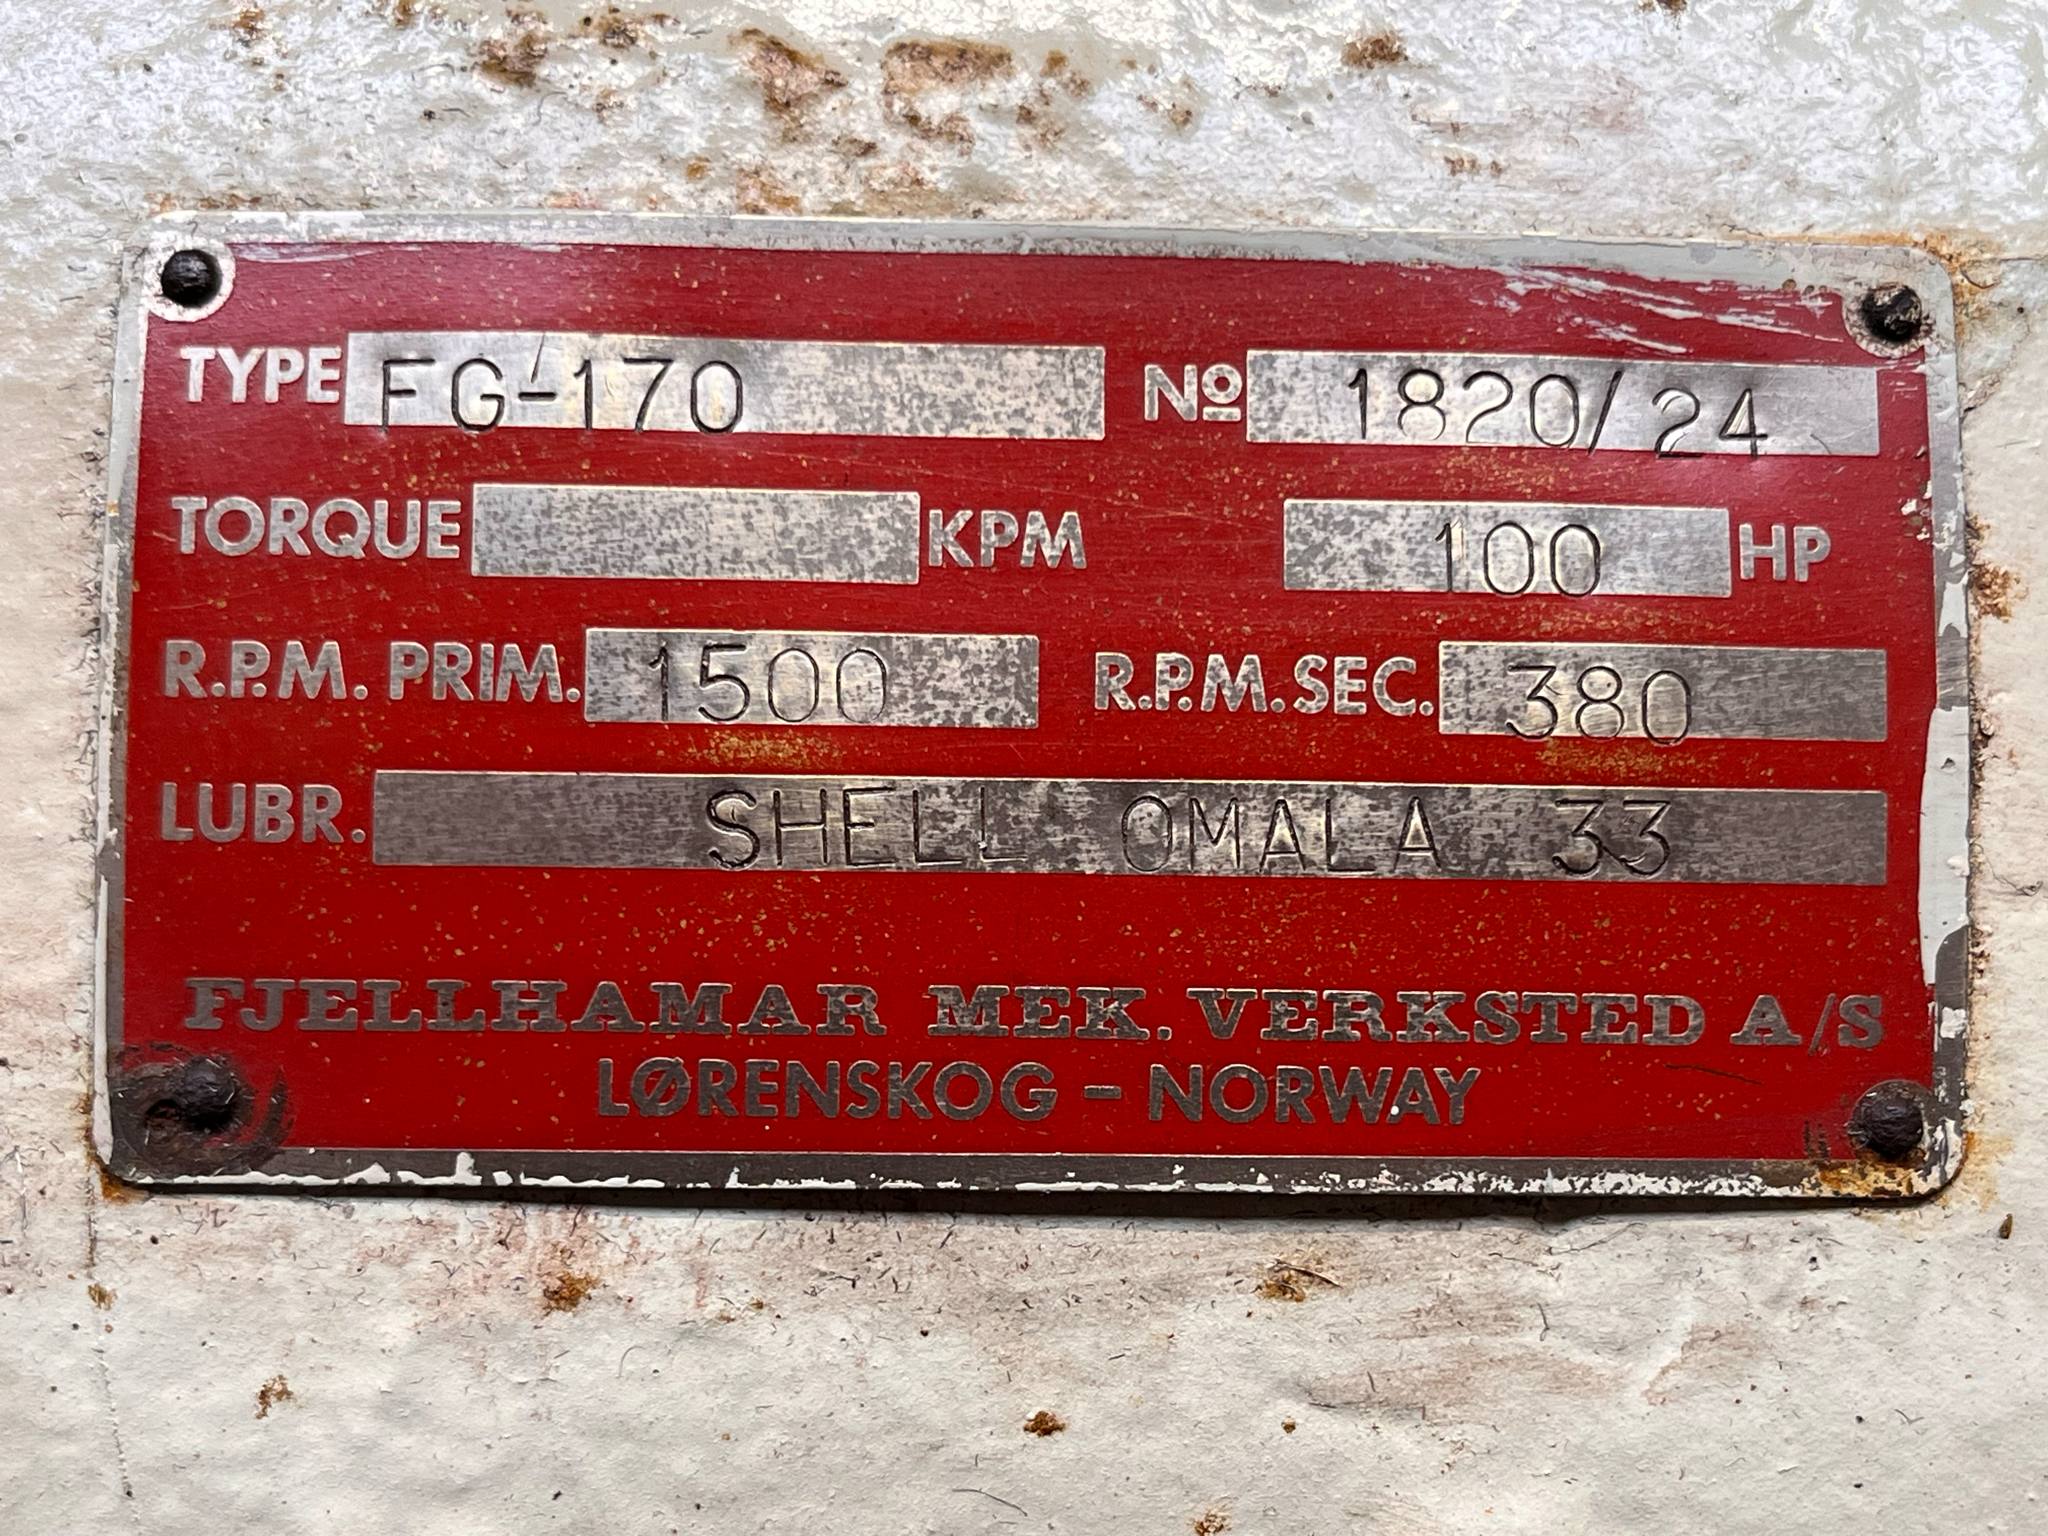 TYPE FG-170 Nº 1820/24
TORQUE KPM 100 HP
R.P.M. PRIM. 1500 R.P.M. SEC. 380
LUBR. SHELL OMALA 33
FJELLHAMAR MEK. VERKSTED A/S
LØRENSKOG - NORWAY